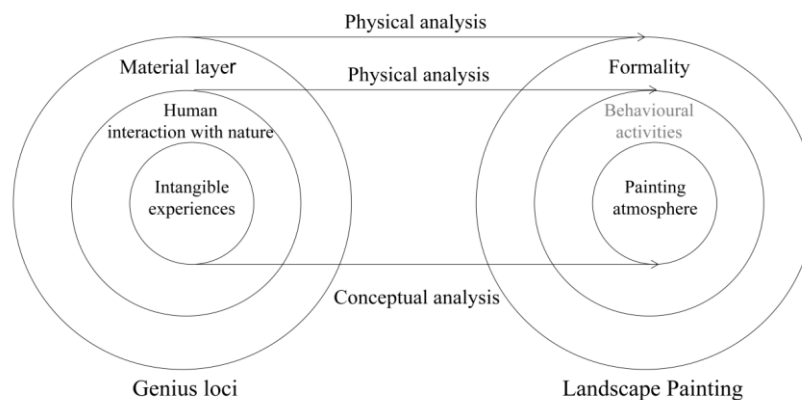 Physical analysis
Material layer
Physical analysis
Formality
Human
interaction with nature
Behavioural
activities
Intangible
experiences
Painting
atmosphere
Conceptual analysis
Genius loci
Landscape Painting